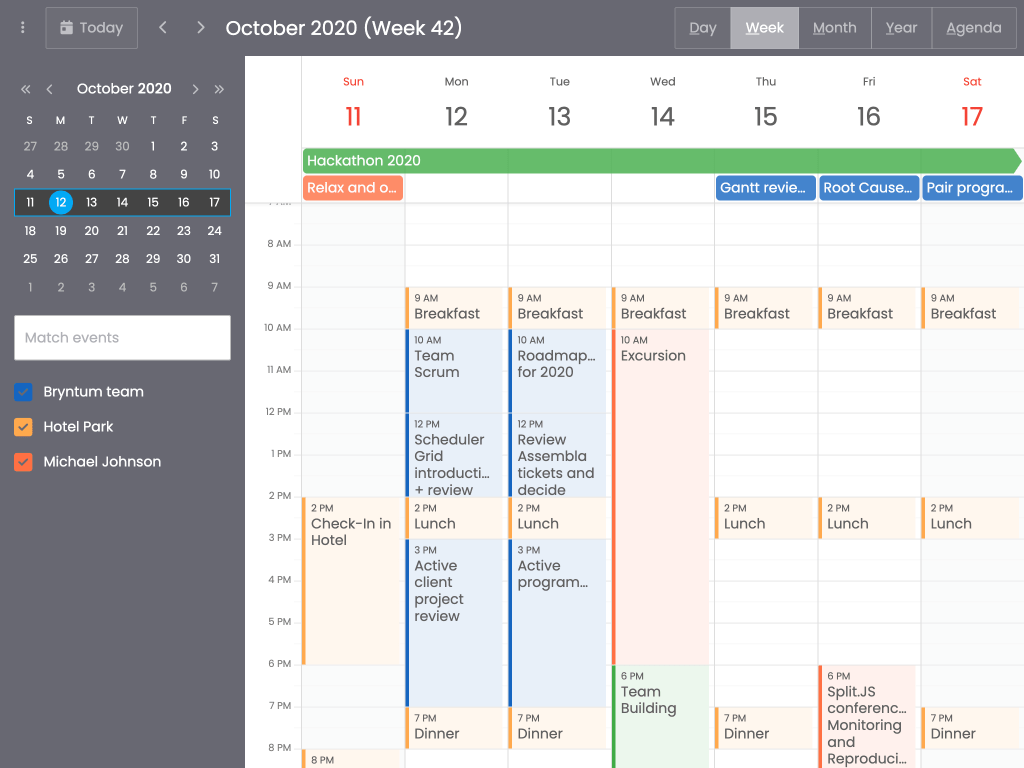 Today
October 2020 (Week 42)
Day
Week
Month
Year
Agenda
October 2020
S M T W T F S
27 28 29 30 1 2 3
4 5 6 7 8 9 10
11 12 13 14 15 16 17
18 19 20 21 22 23 24
25 26 27 28 29 30 31
1 2 3 4 5 6 7
Match events
Bryntum team
Hotel Park
Michael Johnson
Sun Mon Tue Wed Thu Fri Sat
11 12 13 14 15 16 17
Hackathon 2020
Relax and o...
Gantt revie...
Root Cause...
Pair progra...
8 AM
9 AM
10 AM
11 AM
12 PM
1 PM
2 PM
3 PM
4 PM
5 PM
6 PM
7 PM
8 PM
2 PM
Check-In in
Hotel
8 PM
9 AM
Breakfast
10 AM
Team
Scrum
12 PM
Scheduler
Grid
introducti...
+ review
2 PM
Lunch
3 PM
Active
client
project
review
7 PM
Dinner
9 AM
Breakfast
10 AM
Roadmap...
for 2020
12 PM
Review
Assembla
tickets and
decide
2 PM
Lunch
3 PM
Active
program...
7 PM
Dinner
9 AM
Breakfast
10 AM
Excursion
6 PM
Team
Building
9 AM
Breakfast
2 PM
Lunch
7 PM
Dinner
9 AM
Breakfast
2 PM
Lunch
6 PM
Split.JS
conferenc...
Monitoring
and
Reproduci...
9 AM
Breakfast
2 PM
Lunch
7 PM
Dinner